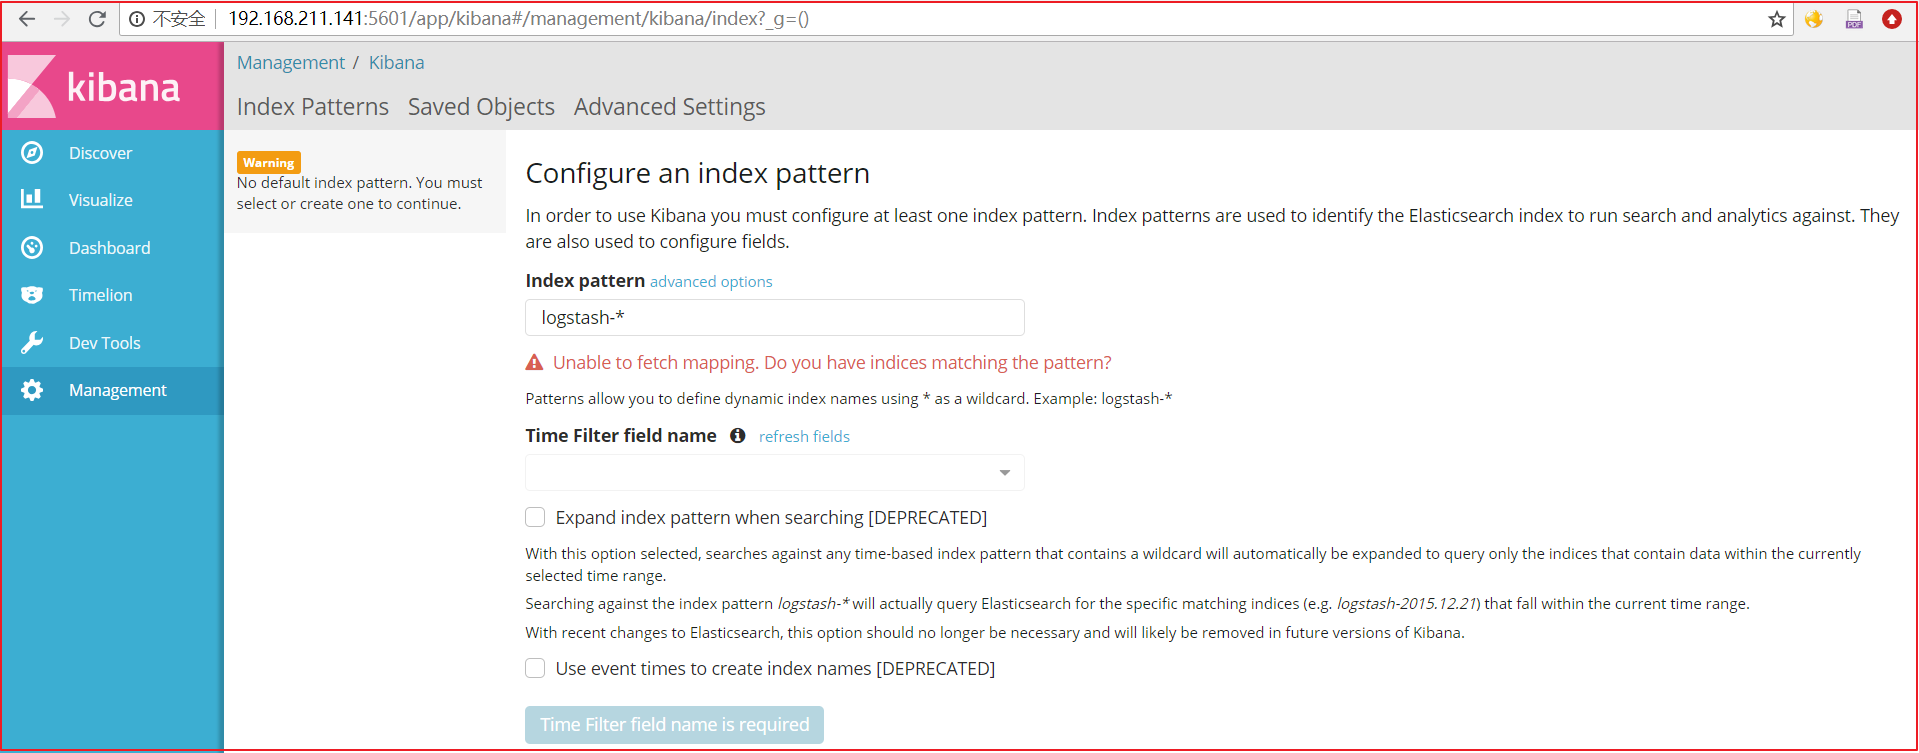 不安全 192.168.211.141:5601/app/kibana#/management/kibana/index?_g=()
PDF
kibana
Management / Kibana
Index Patterns Saved Objects Advanced Settings
Discover
Visualize
Dashboard
Timelion
Dev Tools
Management
Warning
No default index pattern. You must
select or create one to continue.
Configure an index pattern
In order to use Kibana you must configure at least one index pattern. Index patterns are used to identify the Elasticsearch index to run search and analytics against. They
are also used to configure fields.
Index pattern advanced options
logstash-*
Unable to fetch mapping. Do you have indices matching the pattern?
Patterns allow you to define dynamic index names using * as a wildcard. Example: logstash-*
Time Filter field name refresh fields
Expand index pattern when searching [DEPRECATED]
With this option selected, searches against any time-based index pattern that contains a wildcard will automatically be expanded to query only the indices that contain data within the currently
selected time range.
Searching against the index pattern logstash-* will actually query Elasticsearch for the specific matching indices (e.g. logstash-2015.12.21) that fall within the current time range.
With recent changes to Elasticsearch, this option should no longer be necessary and will likely be removed in future versions of Kibana.
Use event times to create index names [DEPRECATED]
Time Filter field name is required